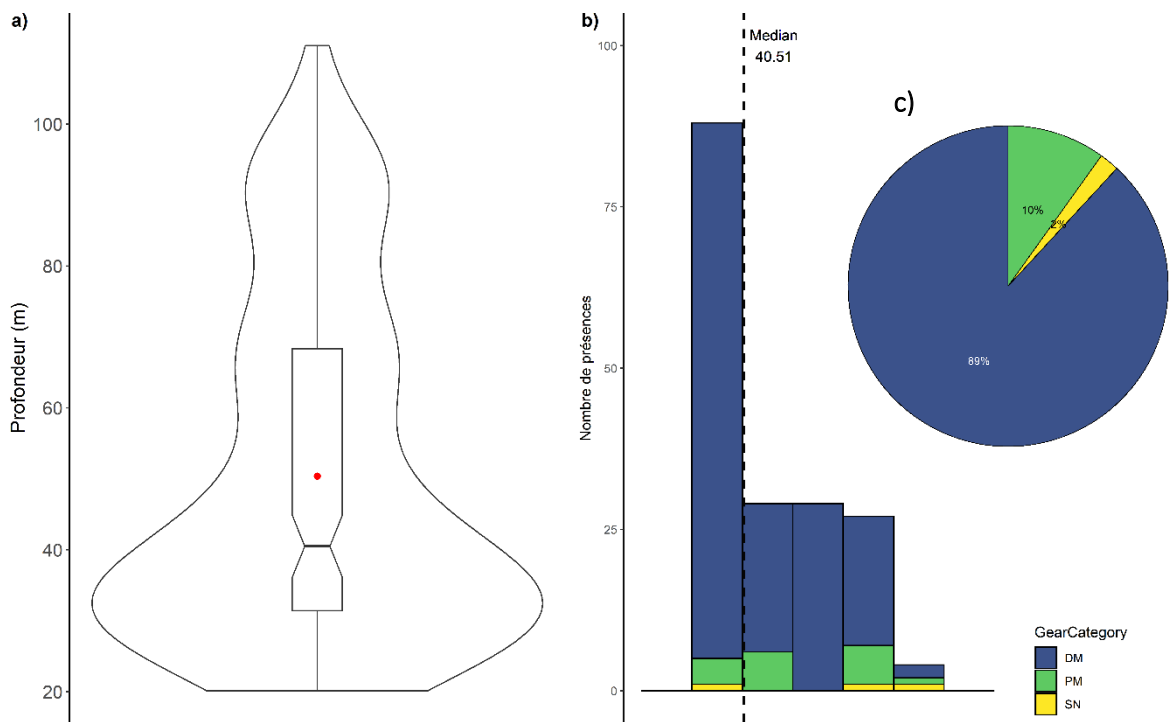 a)
Profondeur (m)
100
80
60
40
20
b)
Median
40.51
Nombre de présences
100
75
50
25
0
c)
10%
2%
89%
GearCategory
DM
PM
SN